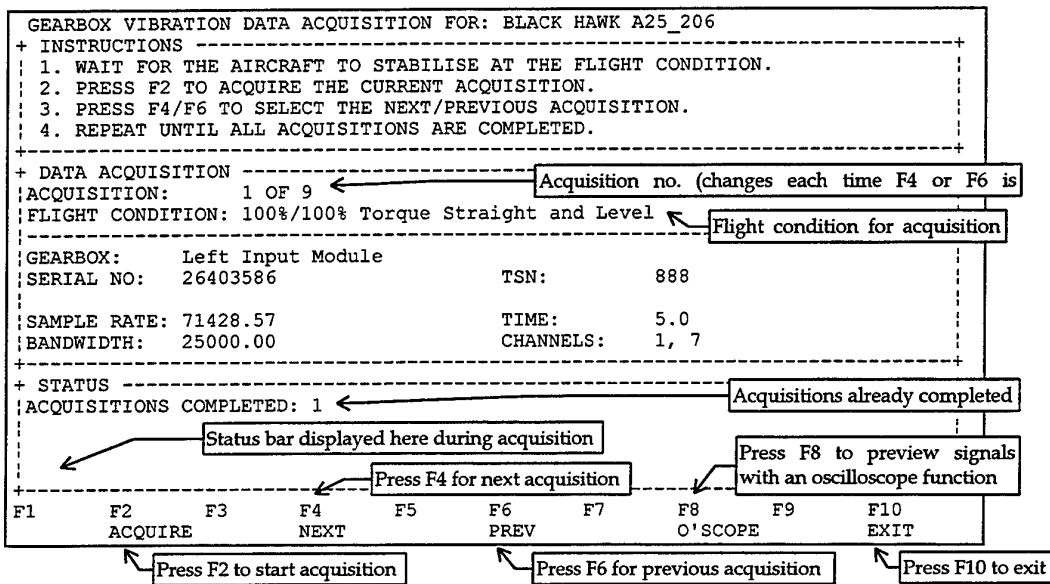 GEARBOX VIBRATION DATA ACQUISITION FOR: BLACK HAWK A25_206
+ INSTRUCTIONS
1. WAIT FOR THE AIRCRAFT TO STABILISE AT THE FLIGHT CONDITION.
2. PRESS F2 TO ACQUIRE THE CURRENT ACQUISITION.
3. PRESS F4/F6 TO SELECT THE NEXT/PREVIOUS ACQUISITION.
4. REPEAT UNTIL ALL ACQUISITIONS ARE COMPLETED.
+ DATA ACQUISITION
ACQUISITION: 1 OF 9
Acquisition no. (changes each time F4 or F6 is
FLIGHT CONDITION: 100%/100% Torque Straight and Level
Flight condition for acquisition
GEARBOX: Left Input Module
SERIAL NO: 26403586 TSN: 888
SAMPLE RATE: 71428.57 TIME: 5.0
BANDWIDTH: 25000.00 CHANNELS: 1, 7
+ STATUS
ACQUISITIONS COMPLETED: 1
Acquisitions already completed
Status bar displayed here during acquisition
Press F8 to preview signals
with an oscilloscope function
Press F4 for next acquisition
F1 F2 F3 F4 F5 F6 F7 F8 F9 F10
ACQUIRE NEXT PREV O'SCOPE EXIT
Press F2 to start acquisition
Press F6 for previous acquisition
Press F10 to exit